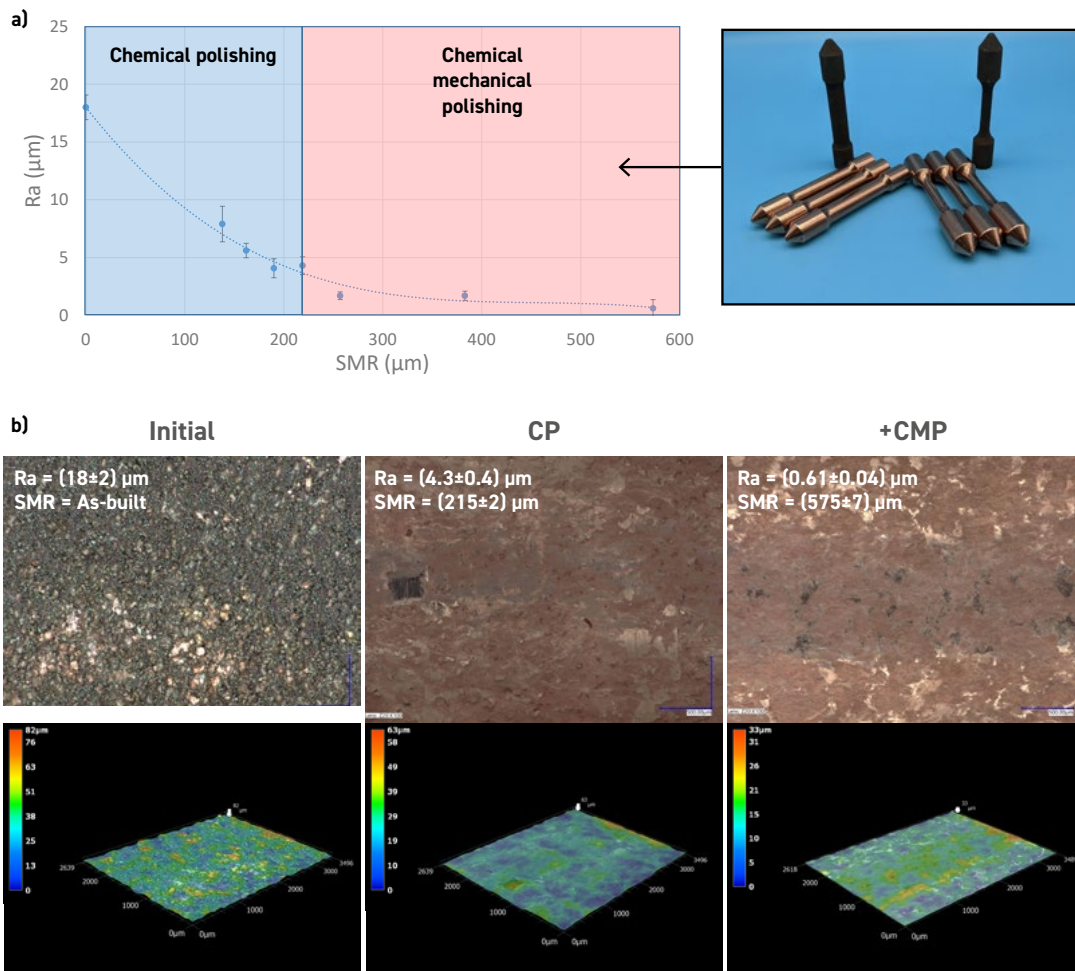 a)
25
20
15
10
5
0
Ra (µm)
Chemical polishing
Chemical
mechanical
polishing
0 100 200 300 400 500 600
SMR (µm)
b)
Initial CP +CMP
Ra = (18±2) µm
SMR = As-built
Ra = (4.3±0.4) µm
SMR = (215±2) µm
Ra = (0.61±0.04) µm
SMR = (575±7) µm
82µm
76
63
51
38
25
13
0
2639
2000
1000
0µm
0µm
1000
2000
3000
3496
63µm
58
49
39
29
19
10
0
2639
2000
1000
0µm
0µm
1000
2000
3000
3496
33µm
31
26
21
15
10
5
0
2618
2000
1000
0µm
0µm
1000
2000
3000